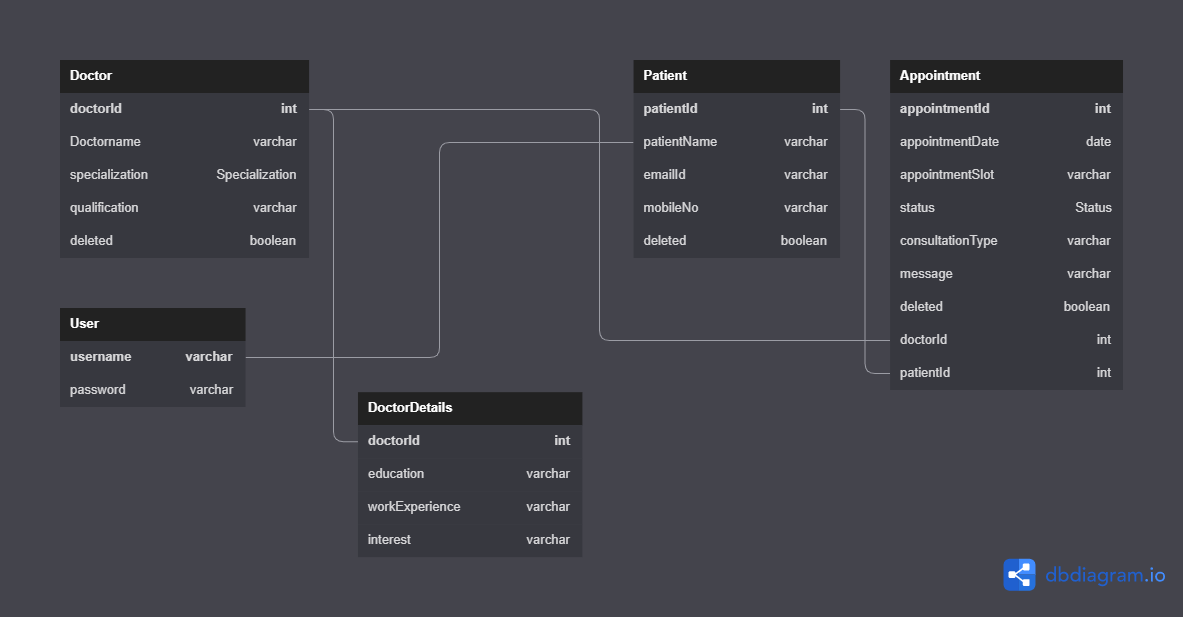 Doctor
doctorId int
Doctorname varchar
specialization Specialization
qualification varchar
deleted boolean
Patient
patientId int
patientName varchar
emailId varchar
mobileNo varchar
deleted boolean
Appointment
appointmentId int
appointmentDate date
appointmentSlot varchar
status Status
consultationType varchar
message varchar
deleted boolean
doctorId int
patientId int
User
username varchar
password varchar
DoctorDetails
doctorId int
education varchar
workExperience varchar
interest varchar
dbdiagram.io